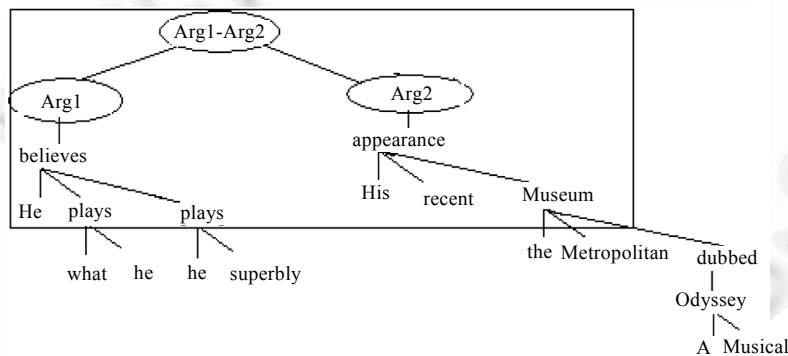 Arg1-Arg2
Arg1 Arg2
believes appearance
He plays plays His recent Museum
what he he superbly the Metropolitan dubbed
Odyssey
A Musical